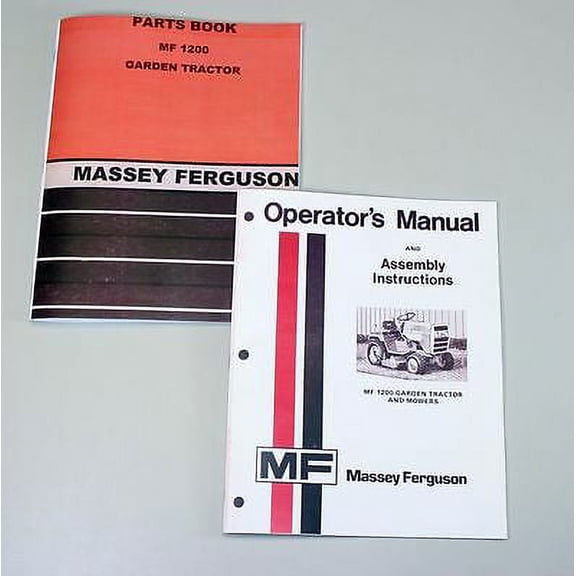 PARTS BOOK
MF 1200
GARDEN TRACTOR
MASSEY FERGUSON
Operator's Manual
AND
Assembly
Instructions
MF 1200 GARDEN TRACTOR
AND MOWERS
MF
Massey Ferguson